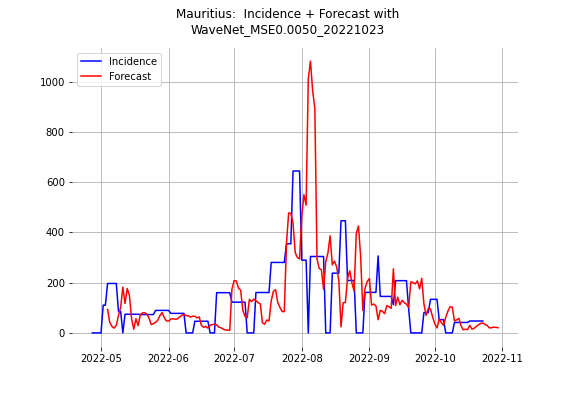 Mauritius:  Incidence + Forecast with
WaveNet_MSE0.0050_20221023
Incidence
Forecast
1000
800
600
400
200
0
2022-05 2022-06 2022-07 2022-08 2022-09 2022-10 2022-11